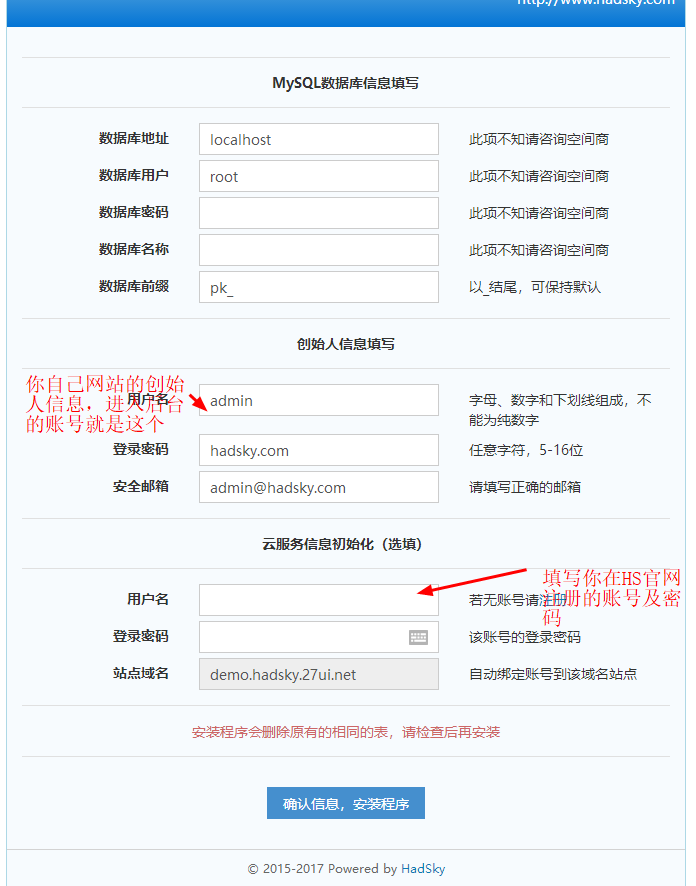 http://www.hadsky.com
MySQL数据库信息填写
数据库地址 localhost 此项不知请咨询空间商
数据库用户 root 此项不知请咨询空间商
数据库密码 此项不知请咨询空间商
数据库名称 此项不知请咨询空间商
数据库前缀 pk_ 以_结尾，可保持默认
创始人信息填写
你自己网站的创始
人信息，进入后台
的账号就是这个
用户名 admin 字母、数字和下划线组成，不
能为纯数字
登录密码 hadsky.com 任意字符，5-16位
安全邮箱 admin@hadsky.com 请填写正确的邮箱
云服务信息初始化（选填）
填写你在HS官网
注册的账号及密
码
用户名 若无账号请注册
登录密码 该账号的登录密码
站点域名 demo.hadsky.27ui.net 自动绑定账号到该域名站点
安装程序会删除原有的相同的表，请检查后再安装
确认信息，安装程序
© 2015-2017 Powered by HadSky